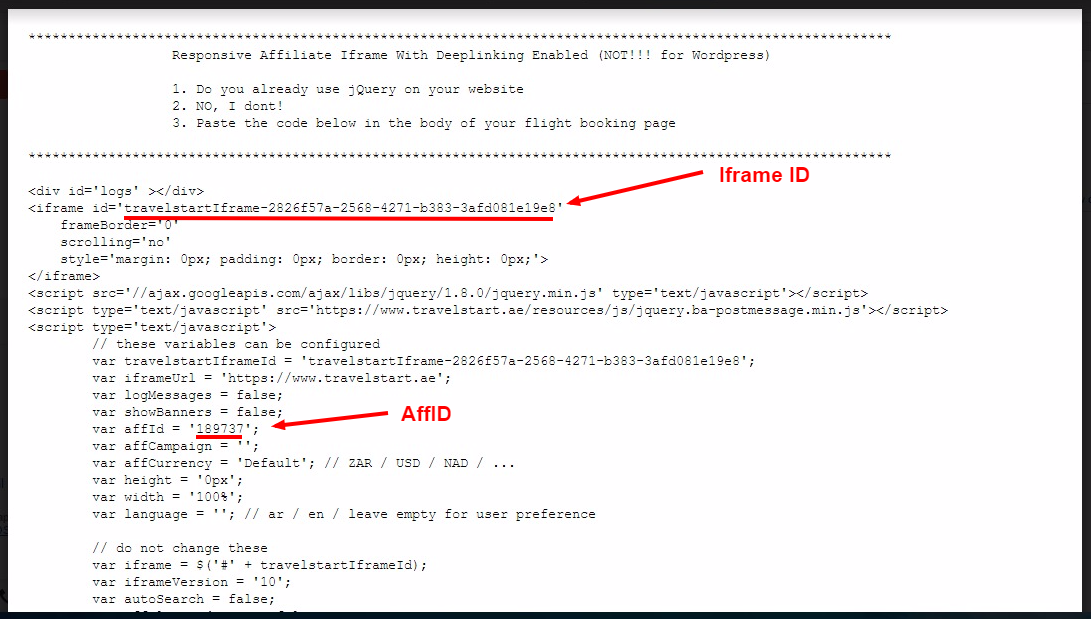 ************************************************************************************************************
Responsive Affiliate Iframe With Deeplinking Enabled (NOT!!! for Wordpress)
1. Do you already use jQuery on your website
2. NO, I dont!
3. Paste the code below in the body of your flight booking page
************************************************************************************************************
Iframe ID
<div id='logs' ></div>
<iframe id='travelstartIframe-2826f57a-2568-4271-b383-3afd081e19e8'
frameBorder='0'
scrolling='no'
style='margin: 0px; padding: 0px; border: 0px; height: 0px;'>
</iframe>
<script src='//ajax.googleapis.com/ajax/libs/jquery/1.8.0/jquery.min.js' type='text/javascript'></script>
<script type='text/javascript' src='https://www.travelstart.ae/resources/js/jquery.ba-postmessage.min.js'></script>
<script type='text/javascript'>
// these variables can be configured
var travelstartIframeId = 'travelstartIframe-2826f57a-2568-4271-b383-3afd081e19e8';
var iframeUrl = 'https://www.travelstart.ae';
var logMessages = false;
var showBanners = false;
AffID
var affId = '189737';
var affCampaign = '';
var affCurrency = 'Default'; // ZAR / USD / NAD / ...
var height = '0px';
var width = '100%';
var language = ''; // ar / en / leave empty for user preference
// do not change these
var iframe = $('#' + travelstartIframeId);
var iframeVersion = '10';
var autoSearch = false;